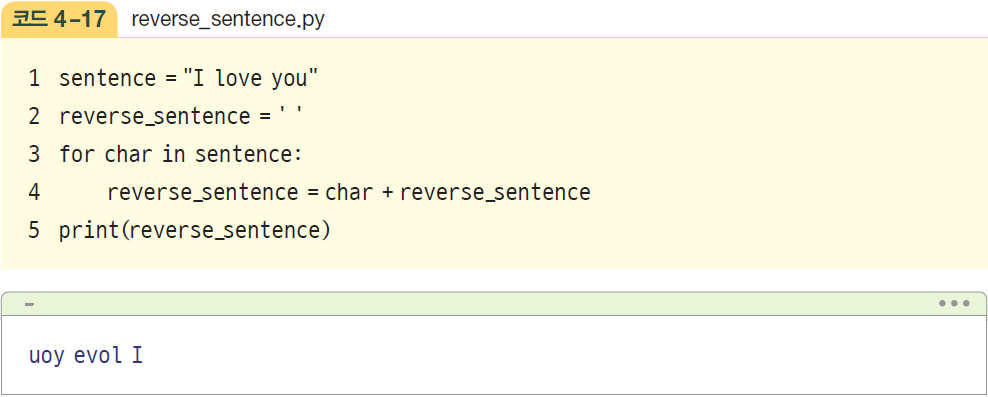 코드 4-17 reverse_sentence.py
1 sentence = "I love you"
2 reverse_sentence = ' '
3 for char in sentence:
4     reverse_sentence = char + reverse_sentence
5 print(reverse_sentence)
uoy evol I